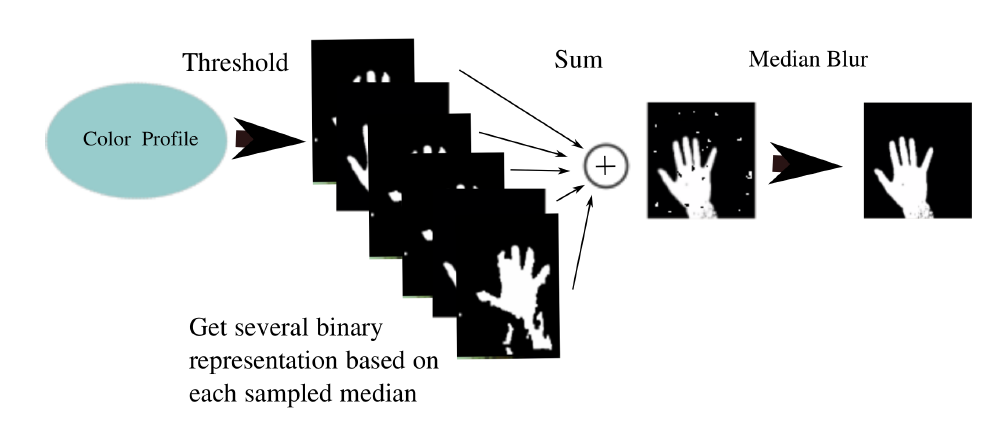 Threshold
Sum
Median Blur
Color Profile
+
Get several binary
representation based on
each sampled median